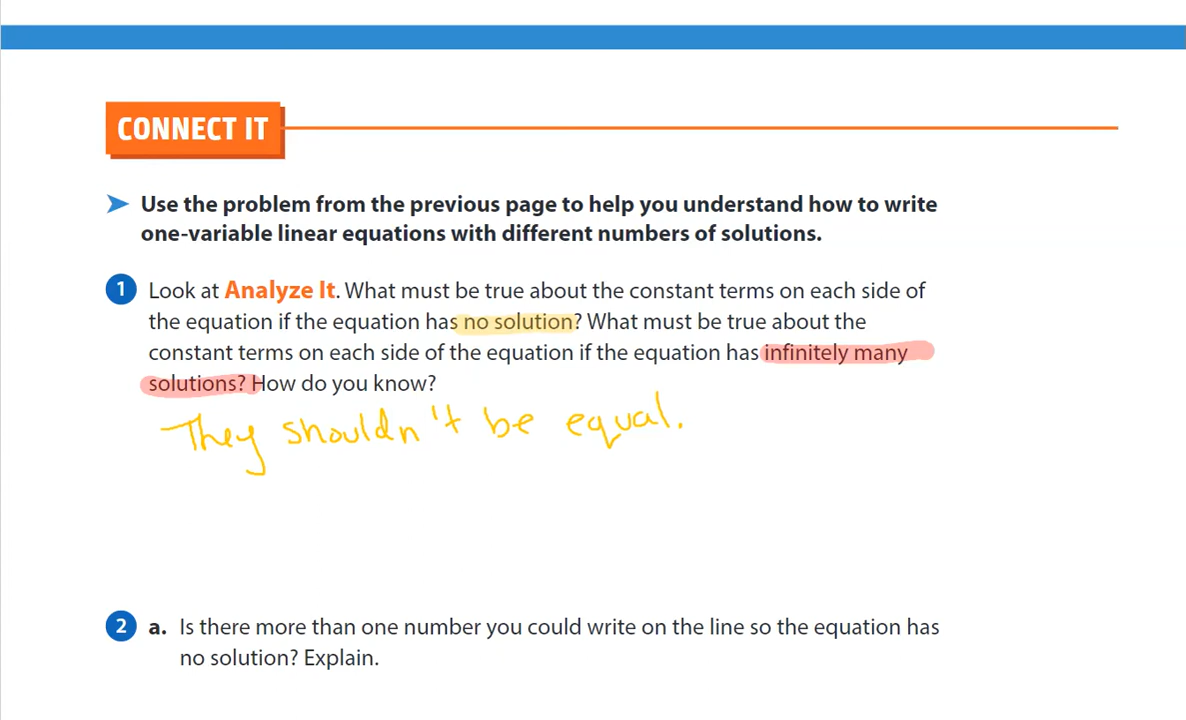 CONNECT IT
Use the problem from the previous page to help you understand how to write
one-variable linear equations with different numbers of solutions.
1 Look at Analyze It. What must be true about the constant terms on each side of
the equation if the equation has no solution? What must be true about the
constant terms on each side of the equation if the equation has infinitely many
solutions? How do you know?
They shouldn't be equal.
2 a. Is there more than one number you could write on the line so the equation has
no solution? Explain.